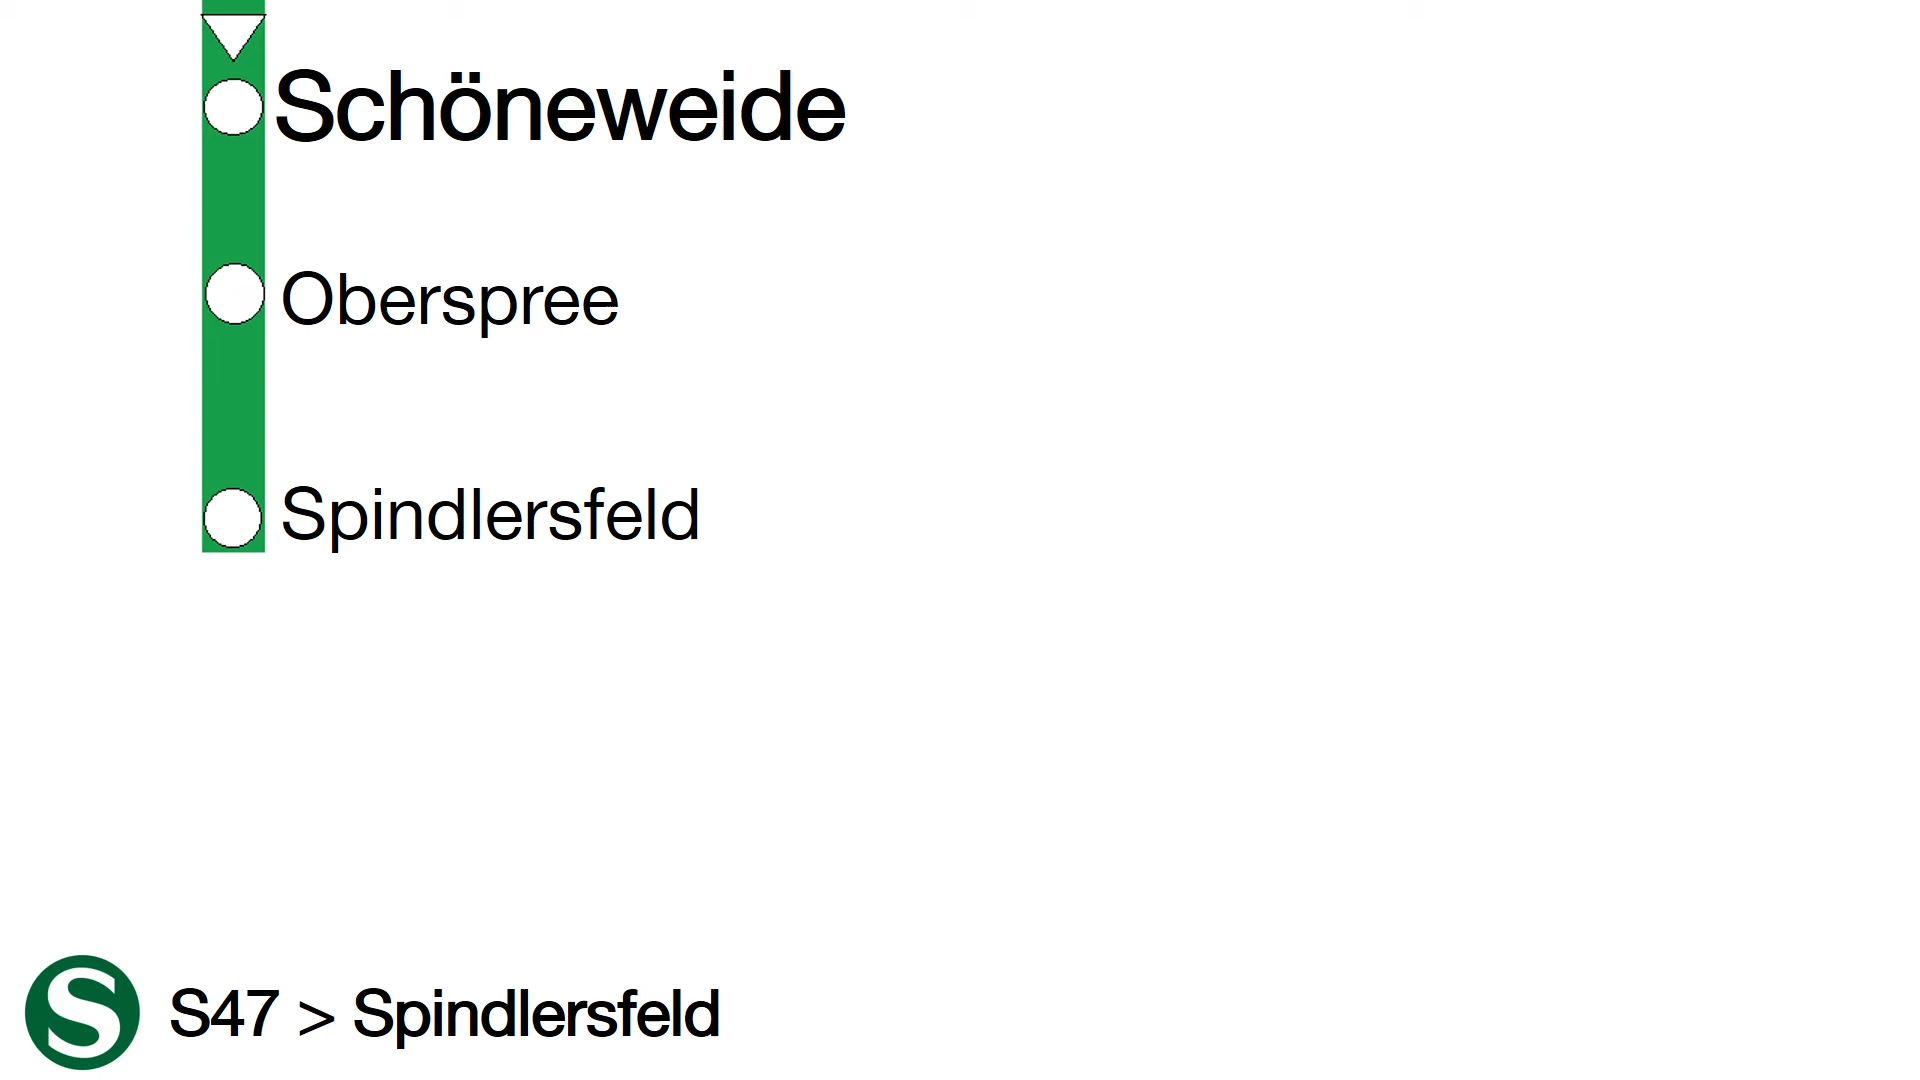 Schöneweide
Oberspree
Spindlersfeld
S
S47 > Spindlersfeld